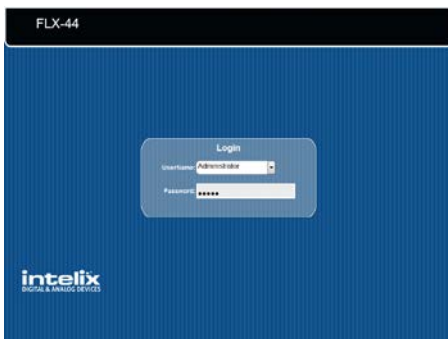 FLX-44
Login
UserName: Administrator
Password: •••••
intelix
DIGITAL & ANALOG DEVICES